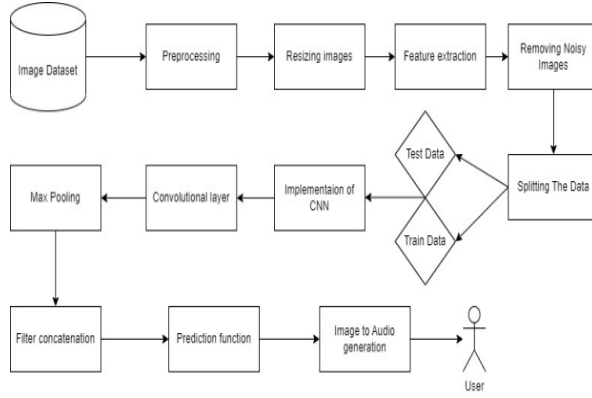 Image Dataset
Preprocessing
Resizing images
Feature extraction
Removing Noisy
Images
Test Data
Splitting The Data
Train Data
Implementaion of
CNN
Convolutional layer
Max Pooling
Filter concatenation
Prediction function
Image to Audio
generation
User